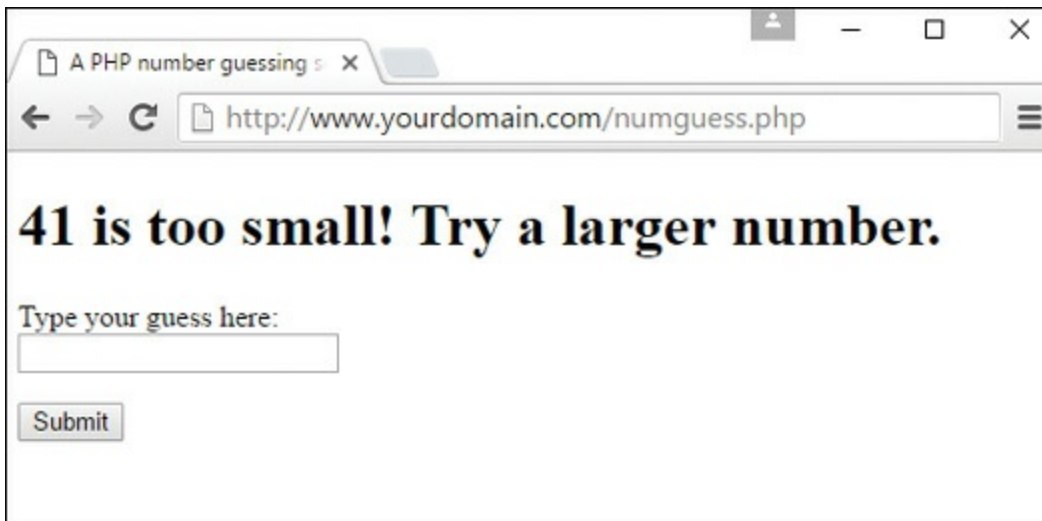 A PHP number guessing s
http://www.yourdomain.com/numguess.php
41 is too small! Try a larger number.
Type your guess here:
Submit